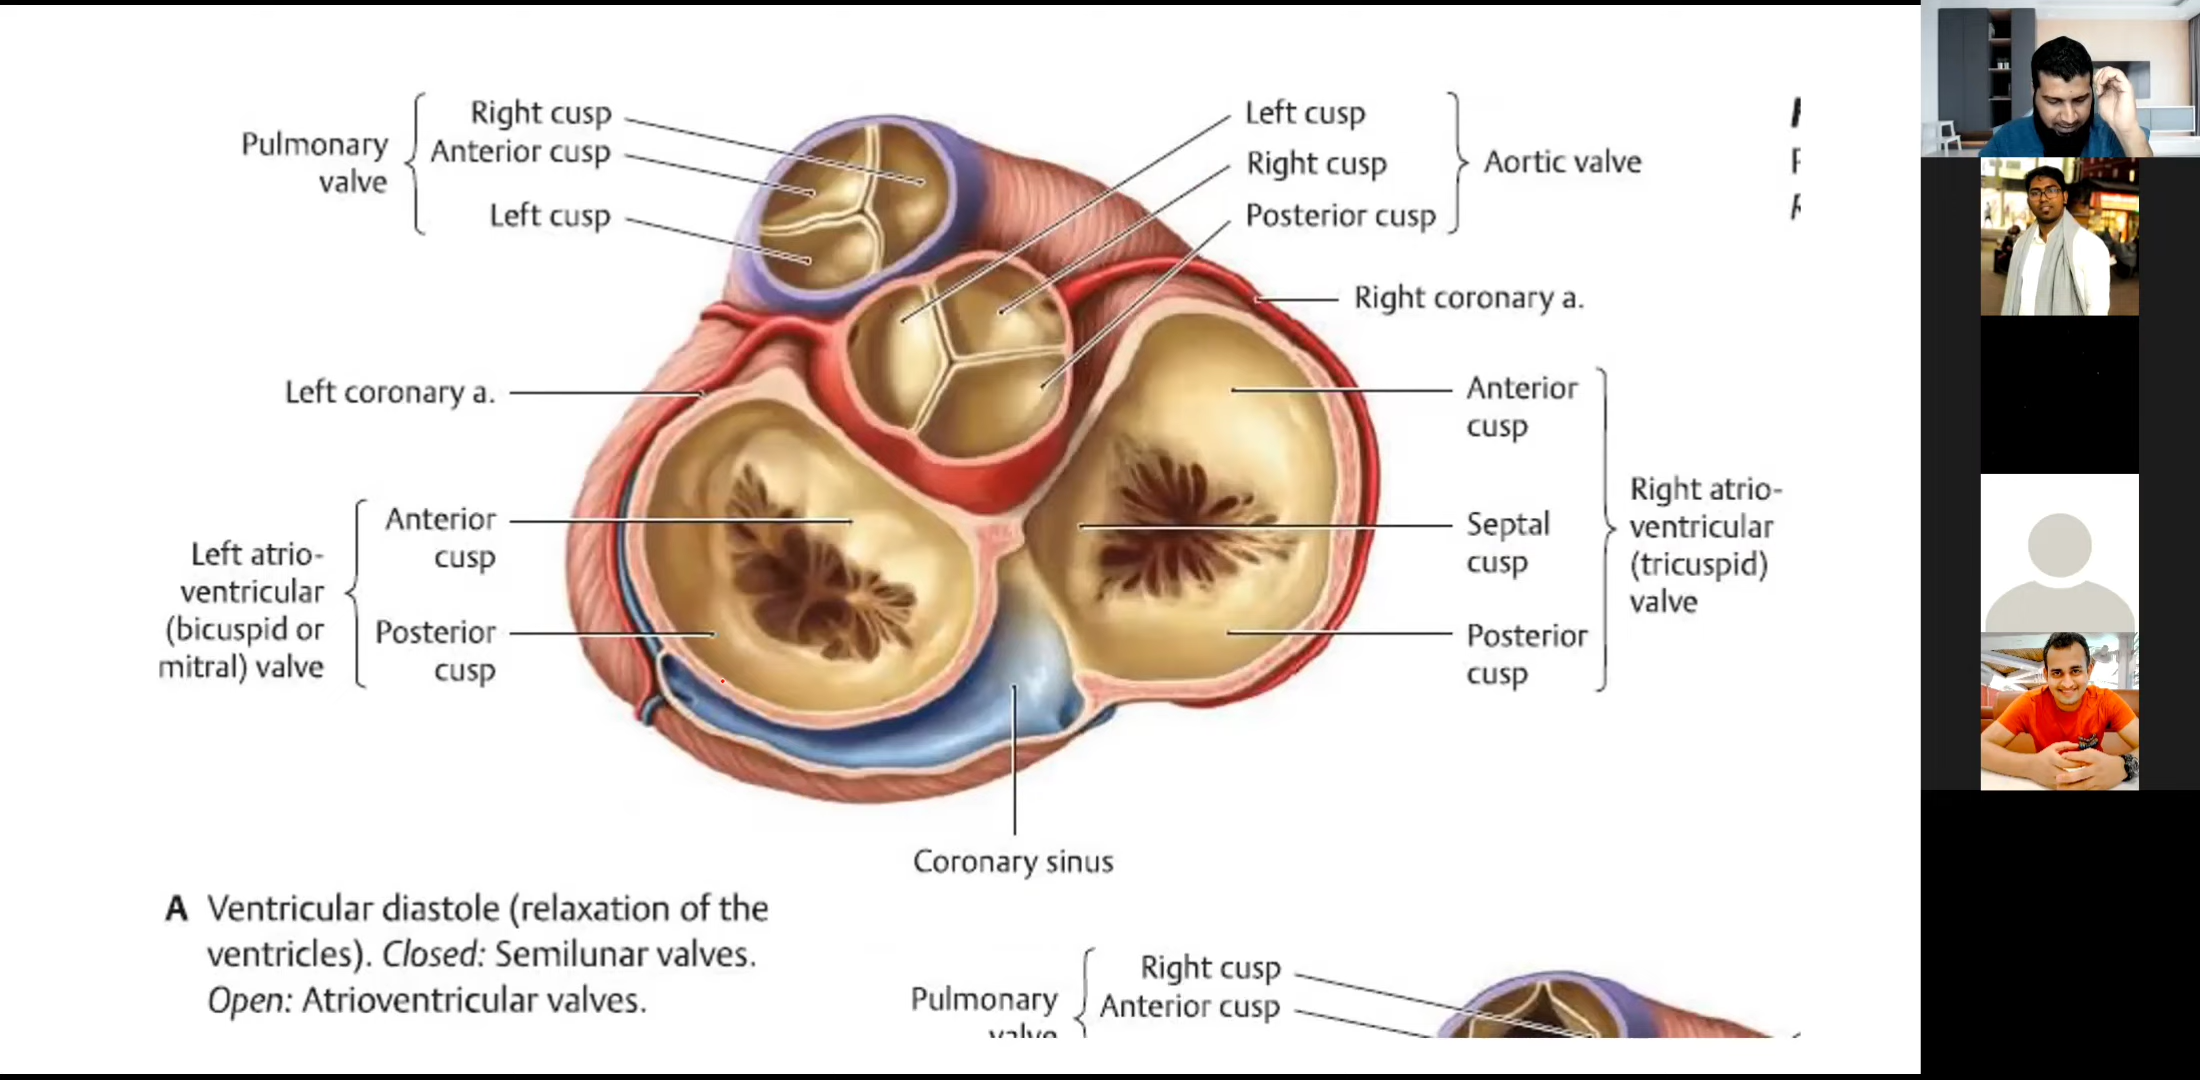 Pulmonary
valve
Right cusp
Anterior cusp
Left cusp
Left cusp
Right cusp
Posterior cusp
Aortic valve
Right coronary a.
Left coronary a.
Anterior
cusp
Septal
cusp
Posterior
cusp
Right atrio-
ventricular
(tricuspid)
valve
Left atrio-
ventricular
(bicuspid or
mitral) valve
Anterior
cusp
Posterior
cusp
Coronary sinus
A Ventricular diastole (relaxation of the
ventricles). Closed: Semilunar valves.
Open: Atrioventricular valves.
Pulmonary
valve
Right cusp
Anterior cusp